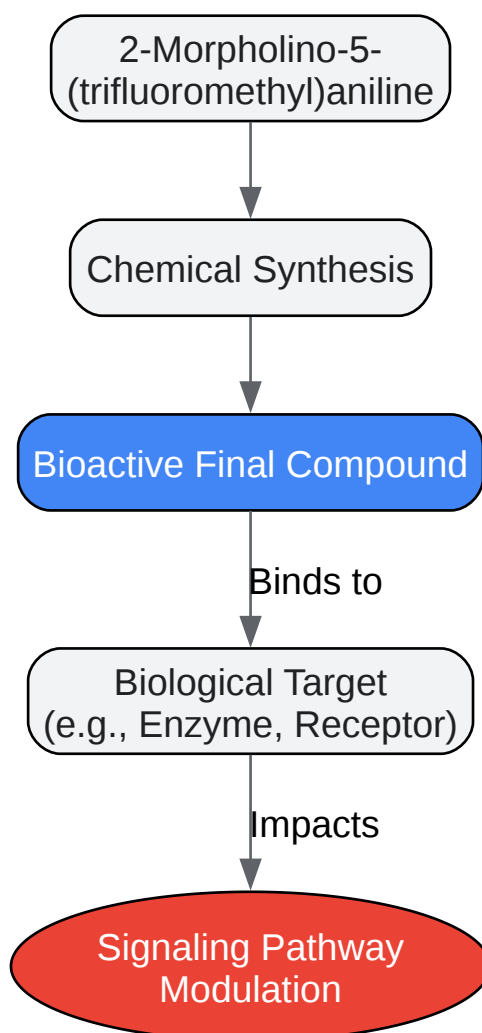 2-Morpholino-5-
(trifluoromethyl)aniline
Chemical Synthesis
Bioactive Final Compound
Binds to
Biological Target
(e.g., Enzyme, Receptor)
Impacts
Signaling Pathway
Modulation